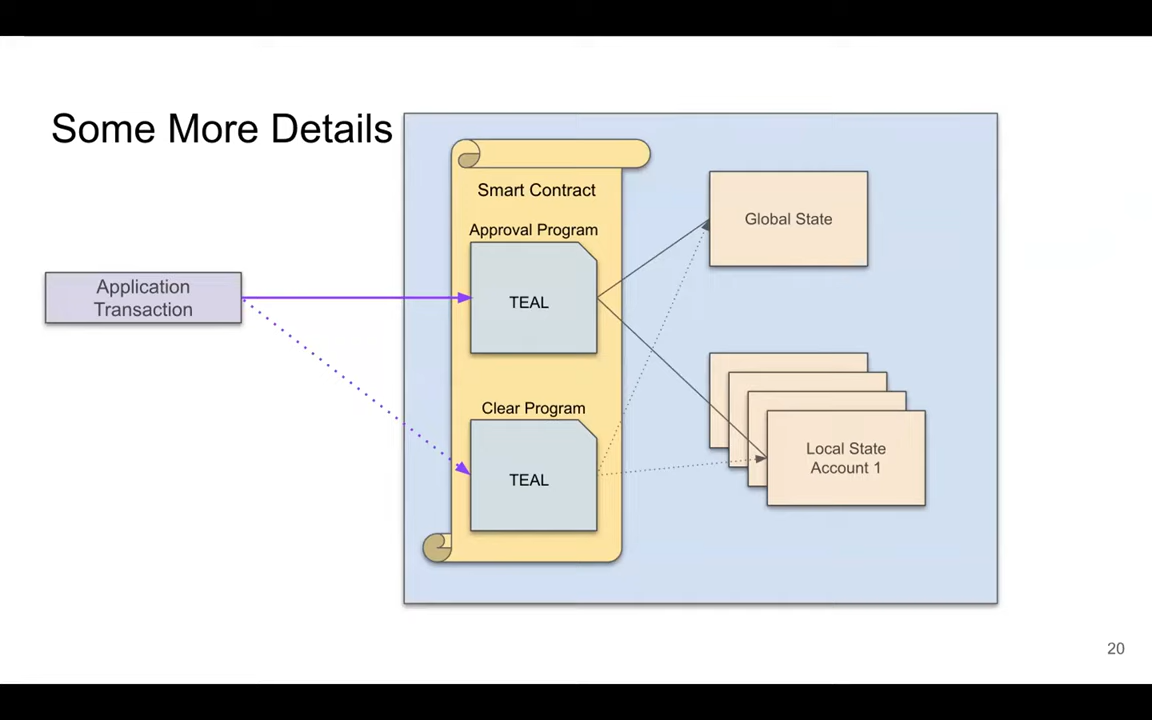 Some More Details
Smart Contract
Approval Program
TEAL
Clear Program
TEAL
Application
Transaction
Global State
Local State
Account 1
20